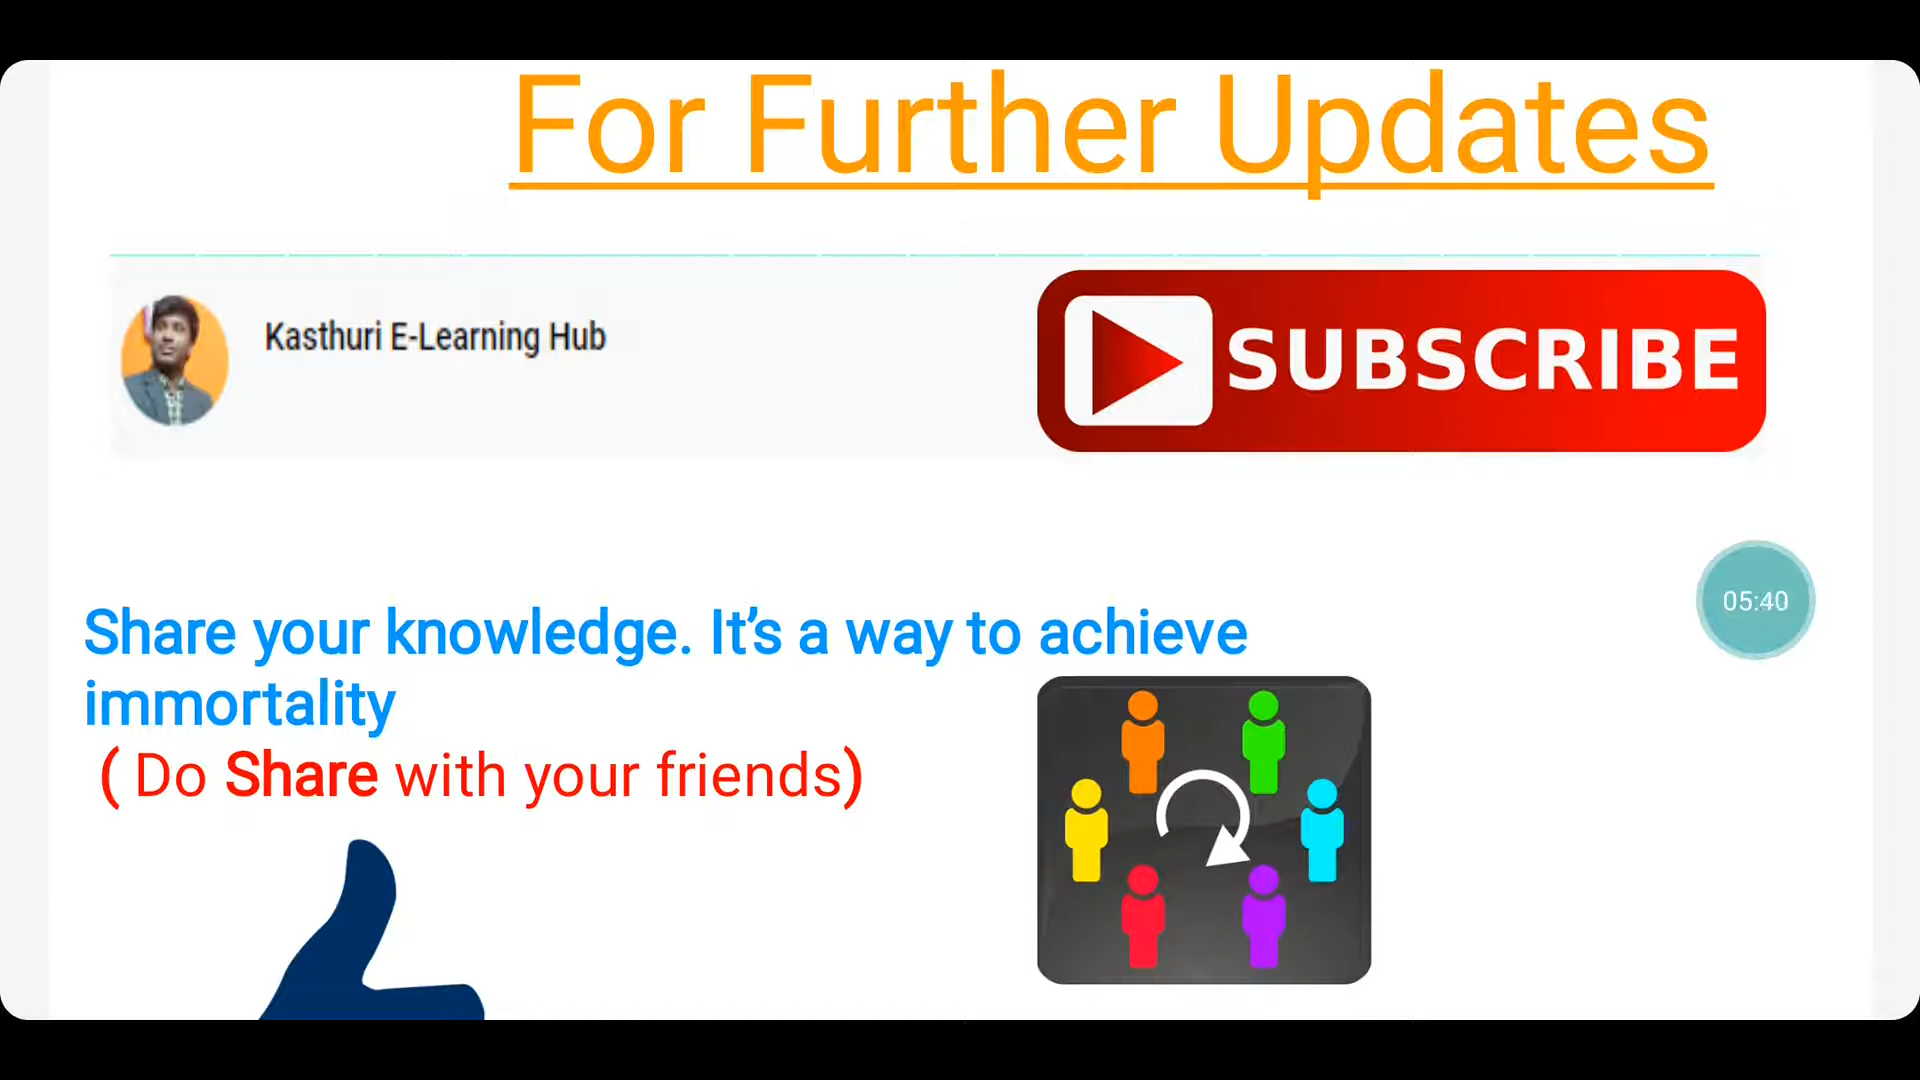 For Further Updates
Kasthuri E-Learning Hub
SUBSCRIBE
05:40
Share your knowledge. It’s a way to achieve
immortality
( Do Share with your friends)